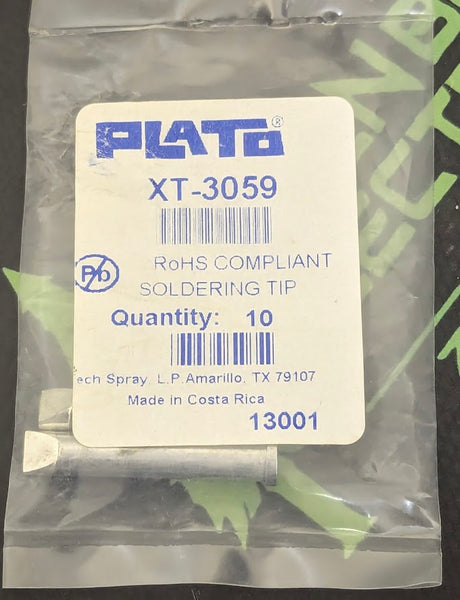 PLATO®
XT-3059
Pb
RoHS COMPLIANT
SOLDERING TIP
Quantity: 10
ech Spray, L.P. Amarillo, TX 79107
Made in Costa Rica
13001